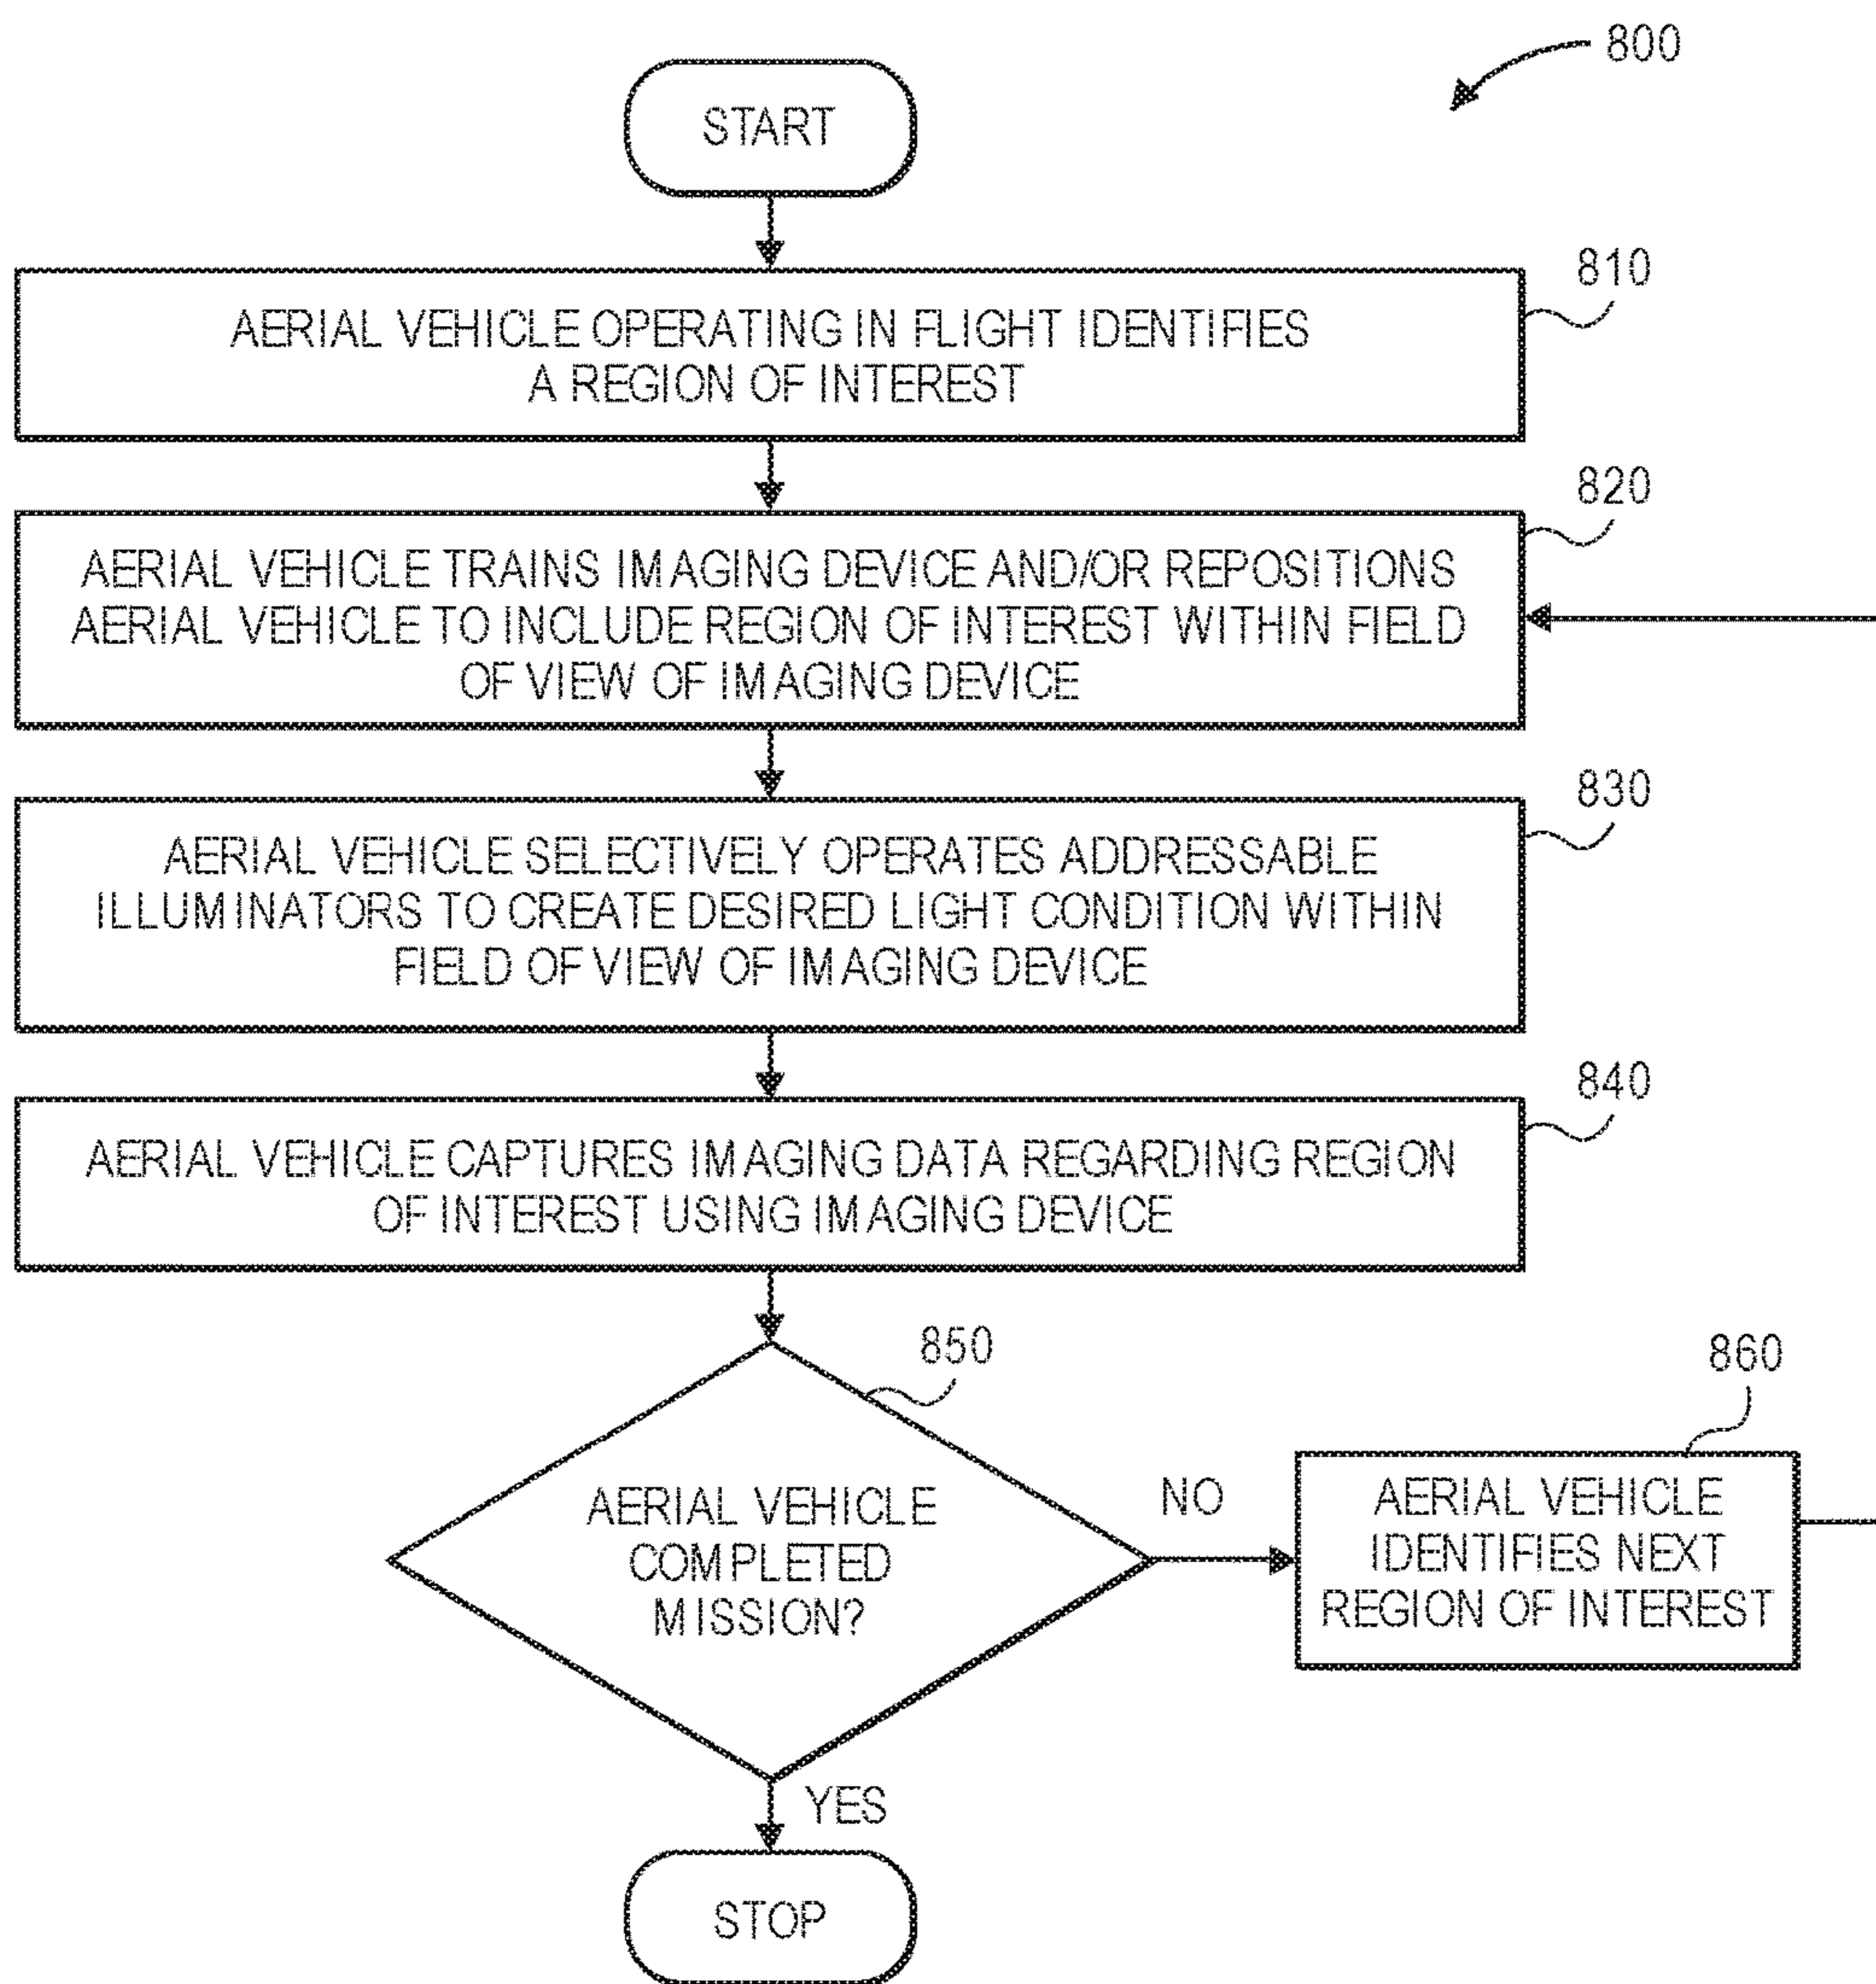 800
START
810
AERIAL VEHICLE OPERATING IN FLIGHT IDENTIFIES
A REGION OF INTEREST
820
AERIAL VEHICLE TRAINS IMAGING DEVICE AND/OR REPOSITIONS
AERIAL VEHICLE TO INCLUDE REGION OF INTEREST WITHIN FIELD
OF VIEW OF IMAGING DEVICE
830
AERIAL VEHICLE SELECTIVELY OPERATES ADDRESSABLE
ILLUMINATORS TO CREATE DESIRED LIGHT CONDITION WITHIN
FIELD OF VIEW OF IMAGING DEVICE
840
AERIAL VEHICLE CAPTURES IMAGING DATA REGARDING REGION
OF INTEREST USING IMAGING DEVICE
850
AERIAL VEHICLE
COMPLETED
MISSION?
NO
860
AERIAL VEHICLE
IDENTIFIES NEXT
REGION OF INTEREST
YES
STOP